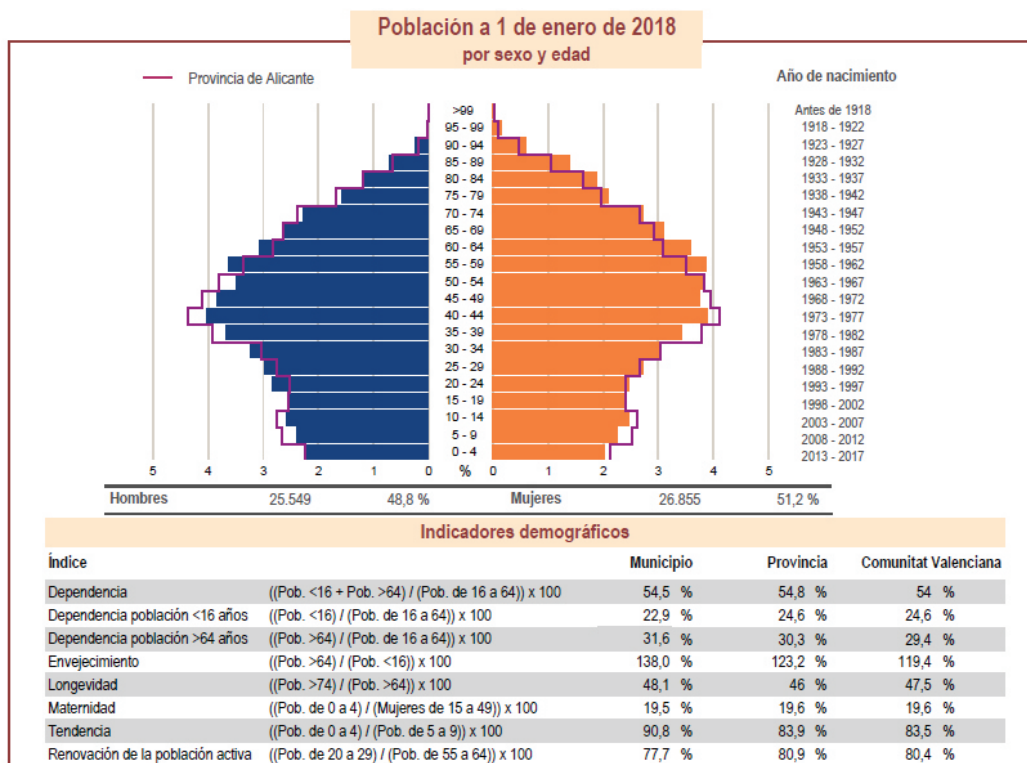 Población a 1 de enero de 2018
por sexo y edad
Provincia de Alicante
Año de nacimiento
>99 Antes de 1918
95 - 99 1918 - 1922
90 - 94 1923 - 1927
85 - 89 1928 - 1932
80 - 84 1933 - 1937
75 - 79 1938 - 1942
70 - 74 1943 - 1947
65 - 69 1948 - 1952
60 - 64 1953 - 1957
55 - 59 1958 - 1962
50 - 54 1963 - 1967
45 - 49 1968 - 1972
40 - 44 1973 - 1977
35 - 39 1978 - 1982
30 - 34 1983 - 1987
25 - 29 1988 - 1992
20 - 24 1993 - 1997
15 - 19 1998 - 2002
10 - 14 2003 - 2007
5 - 9 2008 - 2012
0 - 4 2013 - 2017
5 4 3 2 1 0 % 0 1 2 3 4 5
Hombres 25.549 48,8 % Mujeres 26.855 51,2 %
Indicadores demográficos
Índice Municipio Provincia Comunitat Valenciana
Dependencia ((Pob. <16 + Pob. >64) / (Pob. de 16 a 64)) x 100 54,5 % 54,8 % 54 %
Dependencia población <16 años ((Pob. <16) / (Pob. de 16 a 64)) x 100 22,9 % 24,6 % 24,6 %
Dependencia población >64 años ((Pob. >64) / (Pob. de 16 a 64)) x 100 31,6 % 30,3 % 29,4 %
Envejecimiento ((Pob. >64) / (Pob. <16)) x 100 138,0 % 123,2 % 119,4 %
Longevidad ((Pob. >74) / (Pob. >64)) x 100 48,1 % 46 % 47,5 %
Maternidad ((Pob. de 0 a 4) / (Mujeres de 15 a 49)) x 100 19,5 % 19,6 % 19,6 %
Tendencia ((Pob. de 0 a 4) / (Pob. de 5 a 9)) x 100 90,8 % 83,9 % 83,5 %
Renovación de la población activa ((Pob. de 20 a 29) / (Pob. de 55 a 64)) x 100 77,7 % 80,9 % 80,4 %